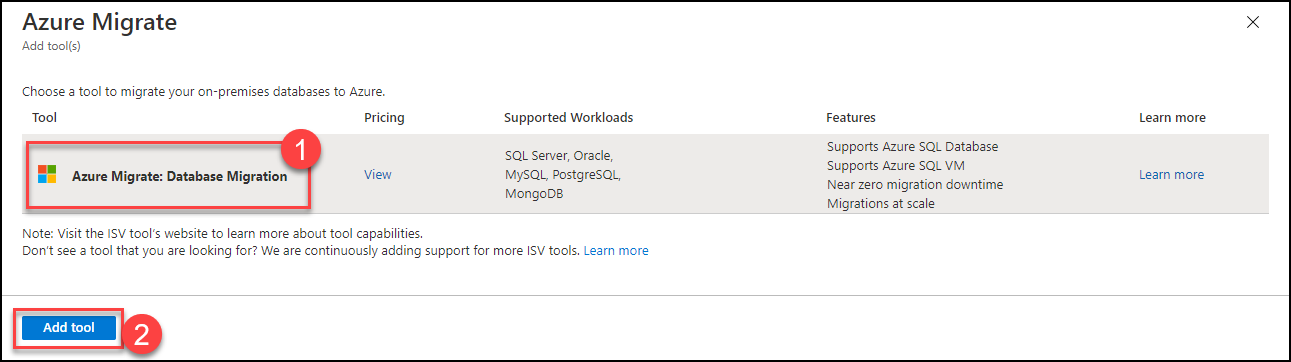 Azure Migrate
Add tool(s)
Choose a tool to migrate your on-premises databases to Azure.
Tool Pricing Supported Workloads Features Learn more
1
Azure Migrate: Database Migration
View
SQL Server, Oracle,
MySQL, PostgreSQL,
MongoDB
Supports Azure SQL Database
Supports Azure SQL VM
Near zero migration downtime
Migrations at scale
Learn more
Note: Visit the ISV tool's website to learn more about tool capabilities.
Don't see a tool that you are looking for? We are continuously adding support for more ISV tools. Learn more
Add tool
2